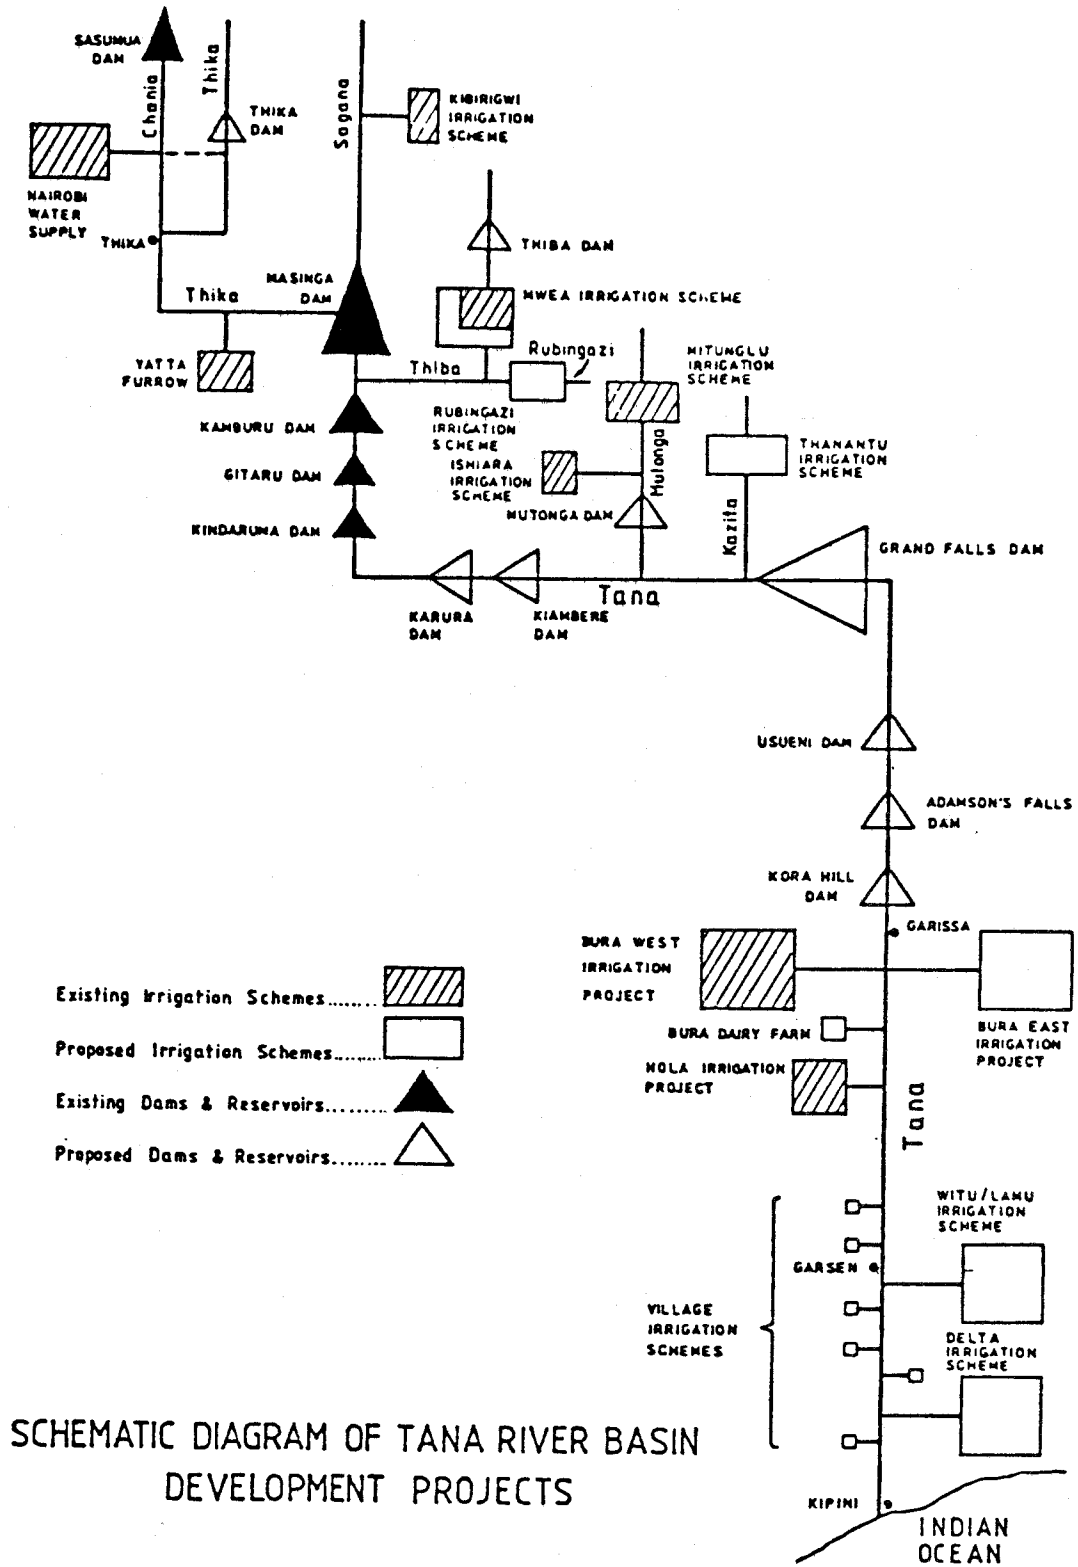 SASUMUA
DAM
Chania
Thika
THIKA
DAM
Sagana
KIBIRIGWI
IRRIGATION
SCHEME
NAIROBI
WATER
SUPPLY
THIKA
THIBA DAM
MASINGA
DAM
Thika
MWEA IRRIGATION SCHEME
YATTA
FURROW
Thiba
Rubingazi
MITUNGLU
IRRIGATION
SCHEME
KAMBURU DAM
RUBINGAZI
IRRIGATION
SCHEME
ISHIARA
IRRIGATION
SCHEME
Mutonga
THANANTU
IRRIGATION
SCHEME
GITARU DAM
MUTONGA DAM
Kazita
KINDARUMA DAM
GRAND FALLS DAM
Tana
KARURA
DAM
KIAMBERE
DAM
USUENI DAM
ADAMSON'S FALLS
DAM
KORA HILL
DAM
GARISSA
BURA WEST
IRRIGATION
PROJECT
BURA EAST
IRRIGATION
PROJECT
BURA DAIRY FARM
HOLA IRRIGATION
PROJECT
Tana
Existing Irrigation Schemes.......
Proposed Irrigation Schemes.......
Existing Dams & Reservoirs........
Proposed Dams & Reservoirs........
WITU/LAMU
IRRIGATION
SCHEME
GARSEN
VILLAGE
IRRIGATION
SCHEMES
DELTA
IRRIGATION
SCHEME
SCHEMATIC DIAGRAM OF TANA RIVER BASIN
DEVELOPMENT PROJECTS
KIPINI
INDIAN
OCEAN